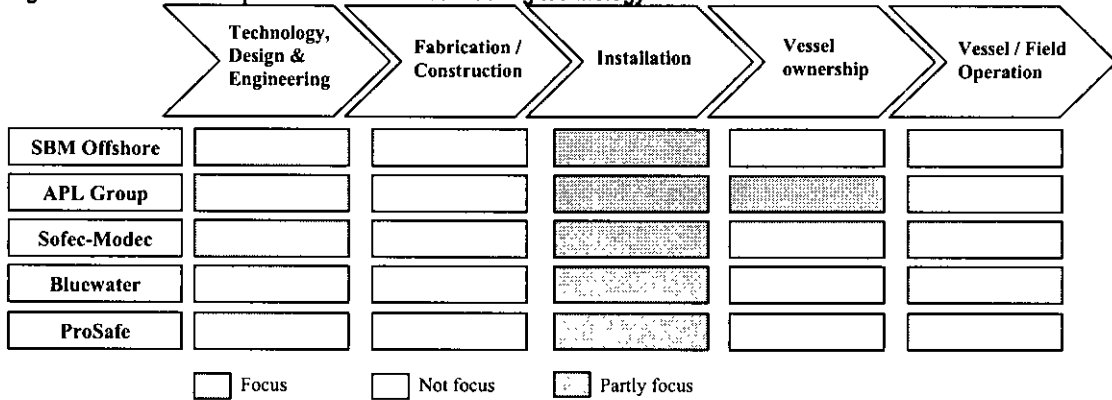 technology
Technology,
Design &
Engineering
Fabrication /
Construction
Installation
Vessel
ownership
Vessel / Field
Operation
SBM Offshore
APL Group
Sofec-Modec
Bluewater
ProSafe
Focus
Not focus
Partly focus